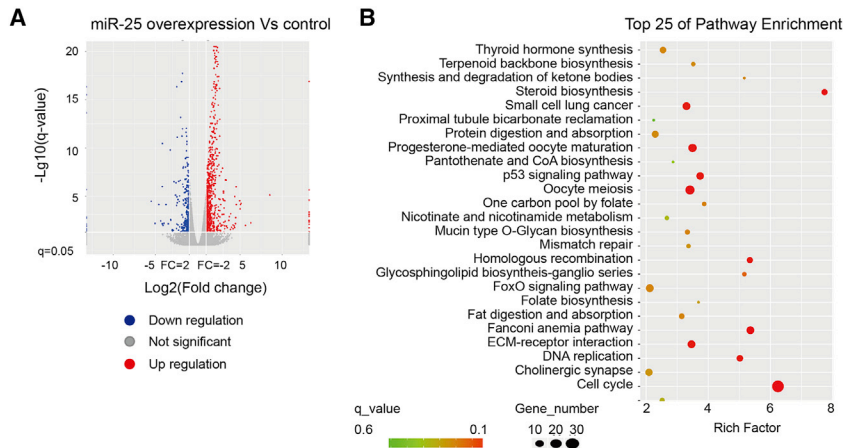 A
miR-25 overexpression Vs control
20
15
10
5
q=0.05
-Lg10(q-value)
-10 -5 FC=2 FC=-2 5 10
Log2(Fold change)
Down regulation
Not significant
Up regulation
B
Top 25 of Pathway Enrichment
Thyroid hormone synthesis
Terpenoid backbone biosynthesis
Synthesis and degradation of ketone bodies
Steroid biosynthesis
Small cell lung cancer
Proximal tubule bicarbonate reclamation
Protein digestion and absorption
Progesterone-mediated oocyte maturation
Pantothenate and CoA biosynthesis
p53 signaling pathway
Oocyte meiosis
One carbon pool by folate
Nicotinate and nicotinamide metabolism
Mucin type O-Glycan biosynthesis
Mismatch repair
Homologous recombination
Glycosphingolipid biosyntheis-ganglio series
FoxO signaling pathway
Folate biosynthesis
Fat digestion and absorption
Fanconi anemia pathway
ECM-receptor interaction
DNA replication
Cholinergic synapse
Cell cycle
2 4 6 8
Rich Factor
q_value
0.6 0.1
Gene_number
10 20 30